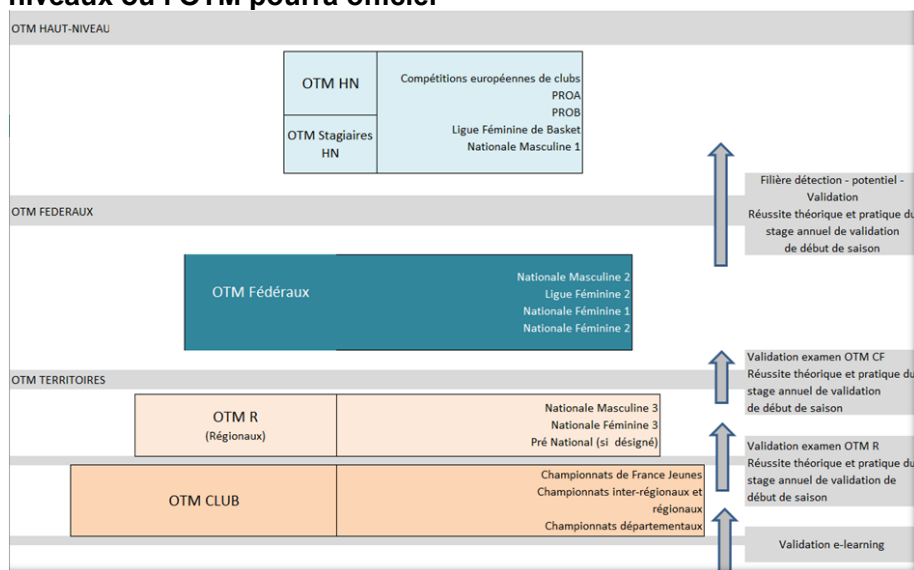 niveaux où l'OTM pourra officier
OTM HAUT-NIVEAU
OTM HN
OTM Stagiaires
HN
Compétitions européennes de clubs
PROA
PROB
Ligue Féminine de Basket
Nationale Masculine 1
Filière détection - potentiel -
Validation
Réussite théorique et pratique du
stage annuel de validation
de début de saison
OTM FEDERAUX
OTM Fédéraux
Nationale Masculine 2
Ligue Féminine 2
Nationale Féminine 1
Nationale Féminine 2
Validation examen OTM CF
Réussite théorique et pratique du
stage annuel de validation
de début de saison
OTM TERRITOIRES
OTM R
(Régionaux)
Nationale Masculine 3
Nationale Féminine 3
Pré National (si désigné)
Validation examen OTM R
Réussite théorique et pratique du
stage annuel de validation de
début de saison
OTM CLUB
Championnats de France Jeunes
Championnats inter-régionaux et
régionaux
Championnats départementaux
Validation e-learning